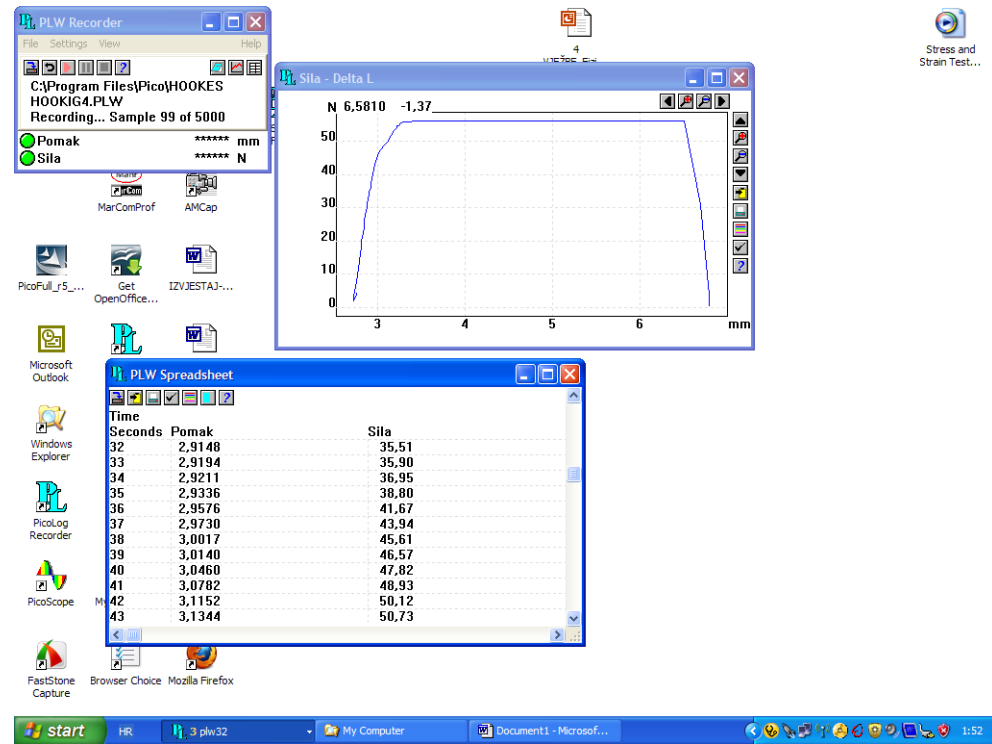 PLW Recorder
File Settings View Help
C:\Program Files\Pico\HOOKES
HOOKIG4.PLW
Recording... Sample 99 of 5000
Pomak ****** mm
Sila ****** N
4
Stress and
Strain Test...
Sila - Delta L
N 6,5810 -1,37
50
40
30
20
10
0
3 4 5 6 mm
MarComProf
AMCap
PicoFull_r5_...
Get
OpenOffice...
IZVJESTAJ-...
Microsoft
Outlook
Windows
Explorer
PicoLog
Recorder
PicoScope
FastStone
Capture
Browser Choice
Mozilla Firefox
PLW Spreadsheet
Time
Seconds Pomak Sila
32 2,9148 35,51
33 2,9194 35,90
34 2,9211 36,95
35 2,9336 38,80
36 2,9576 41,67
37 2,9730 43,94
38 3,0017 45,61
39 3,0140 46,57
40 3,0460 47,82
41 3,0782 48,93
42 3,1152 50,12
43 3,1344 50,73
start HR 3 plw32 My Computer Document1 - Microsof... 1:52